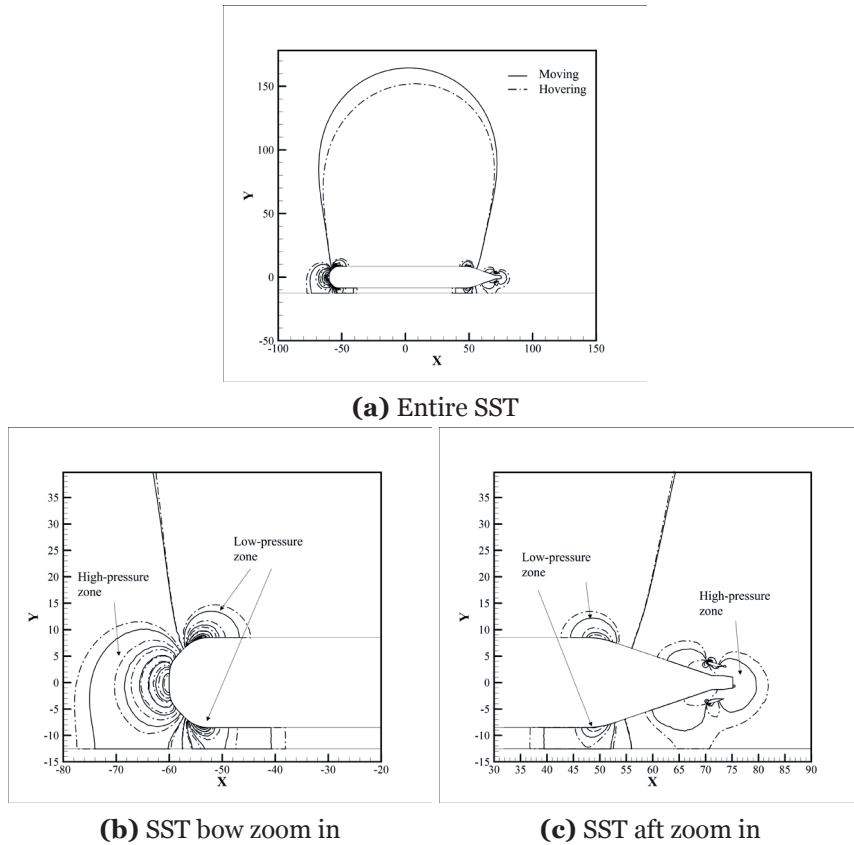 Moving
Hovering
150
100
50
0
-50
Y
-100
-50
0
50
100
150
X
(a) Entire SST
35
30
25
20
15
10
5
0
-5
-10
-15
Y
High-pressure
zone
Low-pressure
zone
-80
-70
-60
-50
-40
-30
-20
X
35
30
25
20
15
10
5
0
-5
-10
-15
Y
Low-pressure
zone
High-pressure
zone
30
35
40
45
50
55
60
65
70
75
80
85
90
X
(b) SST bow zoom in
(c) SST aft zoom in